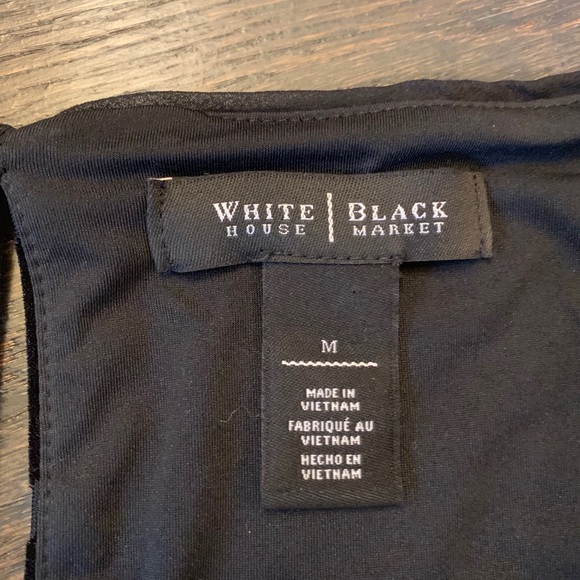 WHITE | BLACK
HOUSE | MARKET
M
MADE IN
VIETNAM
FABRIQUÉ AU
VIETNAM
HECHO EN
VIETNAM